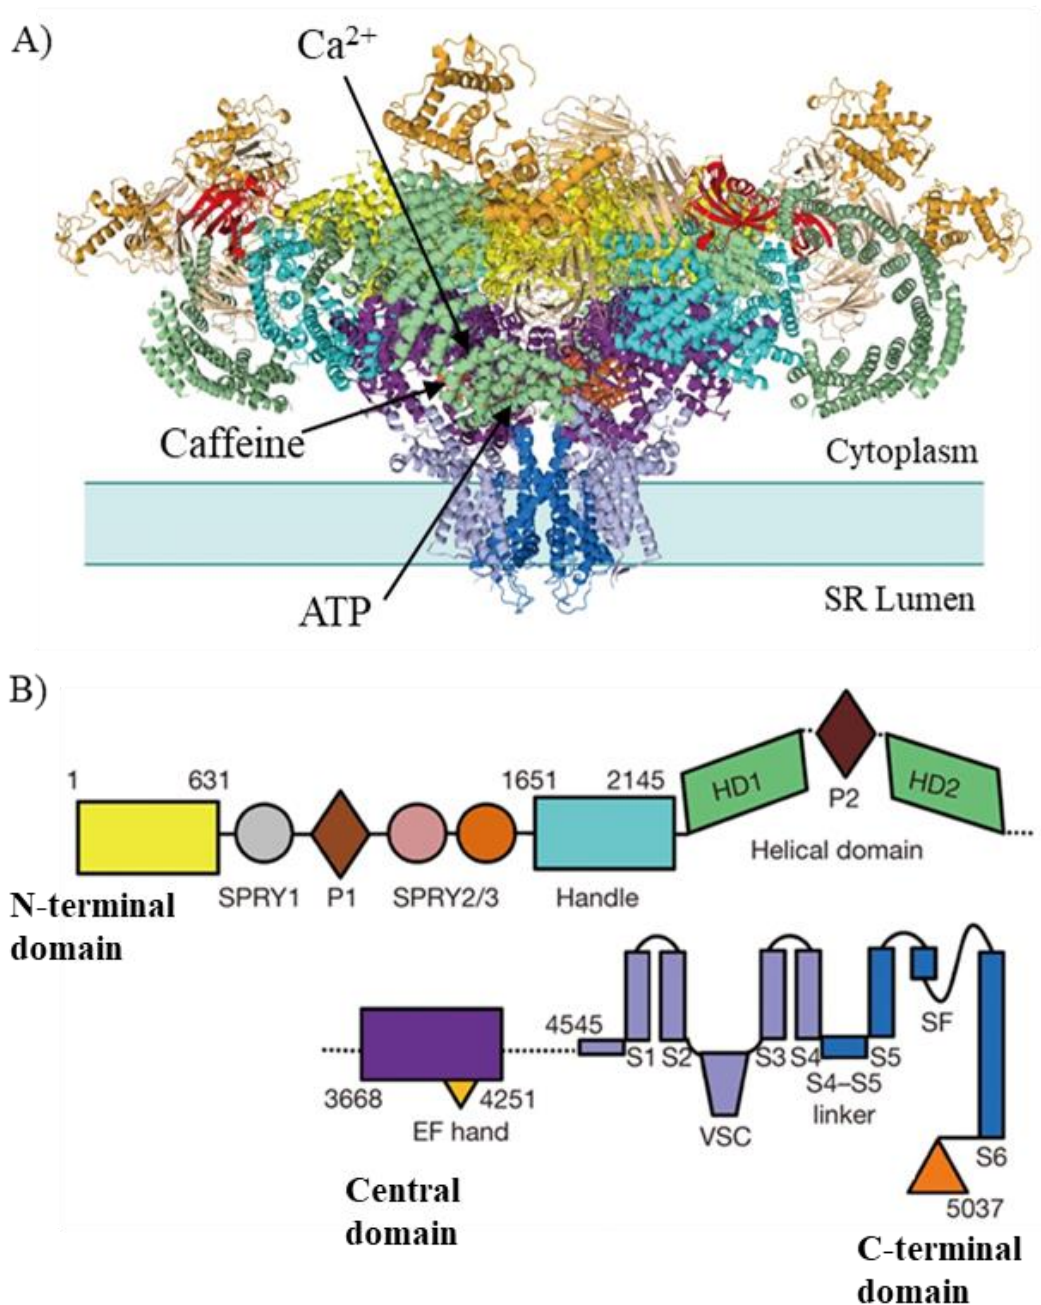 A)
Ca²⁺
Caffeine
Cytoplasm
ATP
SR Lumen
B)
1 631 1651 2145
HD1 P2 HD2
Helical domain
SPRY1 P1 SPRY2/3 Handle
N-terminal
domain
4545
S1 S2 S3 S4 S5 SF
S4–S5
linker
VSC
3668 4251
EF hand
S6
5037
Central
domain
C-terminal
domain